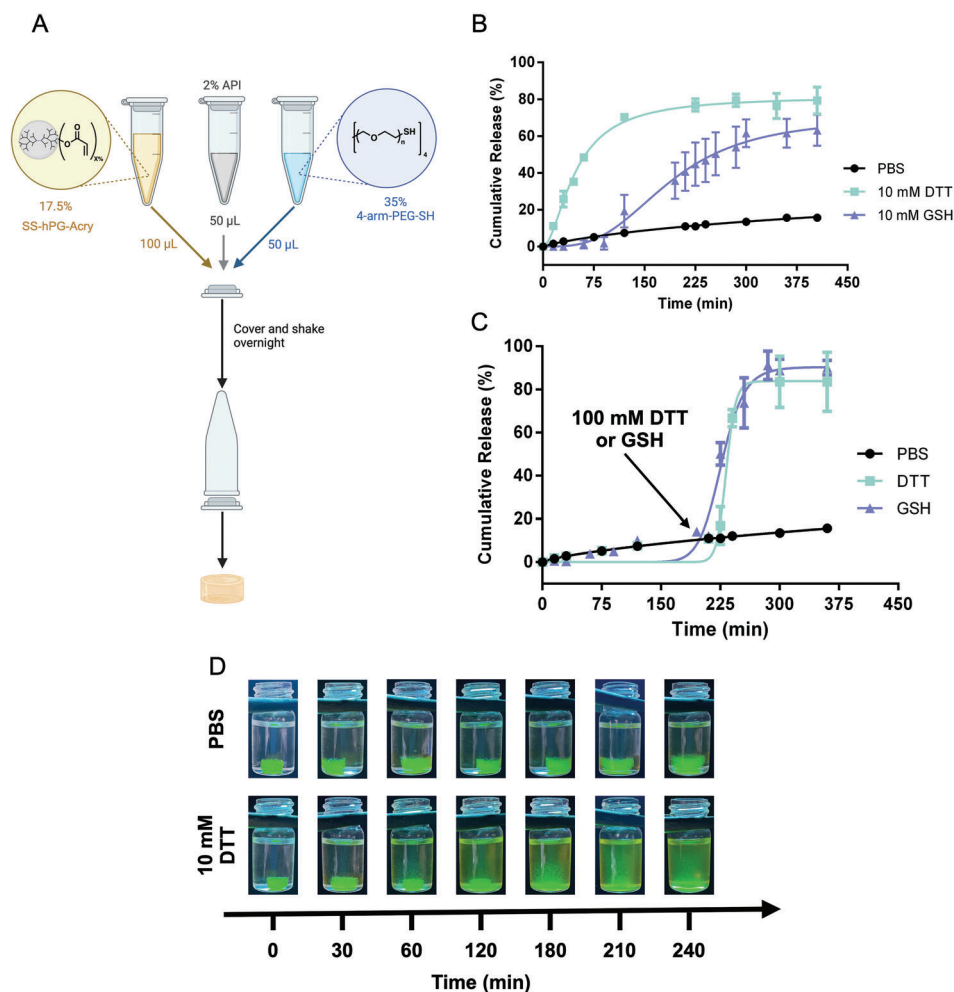 A
2% API
O
O
X%
O
n
SH
4
17.5%
SS-hPG-Acry
50 µL
35%
4-arm-PEG-SH
100 µL
50 µL
Cover and shake
overnight
B
Cumulative Release (%)
100
80
60
40
20
0
0 75 150 225 300 375 450
Time (min)
PBS
10 mM DTT
10 mM GSH
C
Cumulative Release (%)
100
80
60
40
20
0
0 75 150 225 300 375 450
Time (min)
100 mM DTT
or GSH
PBS
DTT
GSH
D
PBS
10 mM
DTT
0 30 60 120 180 210 240
Time (min)